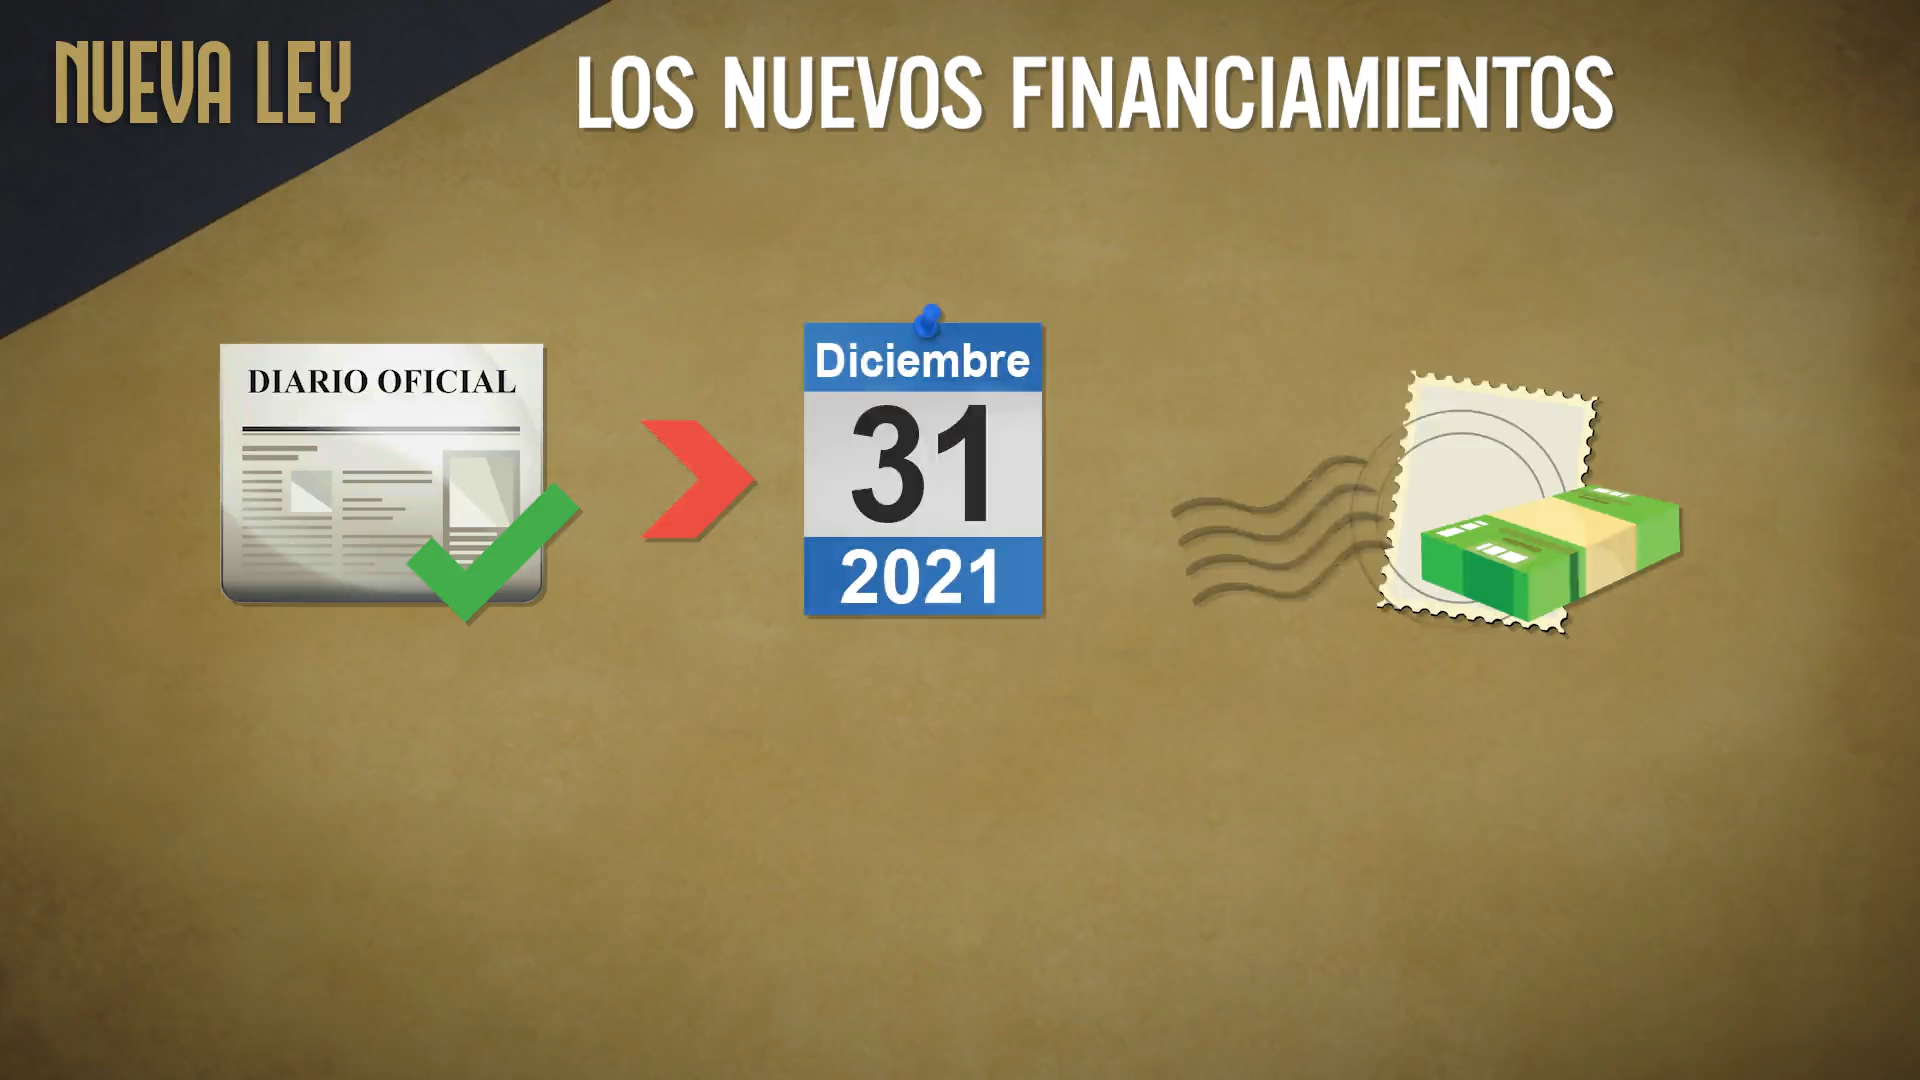 NUEVA LEY
LOS NUEVOS FINANCIAMIENTOS
DIARIO OFICIAL
Diciembre
31
2021